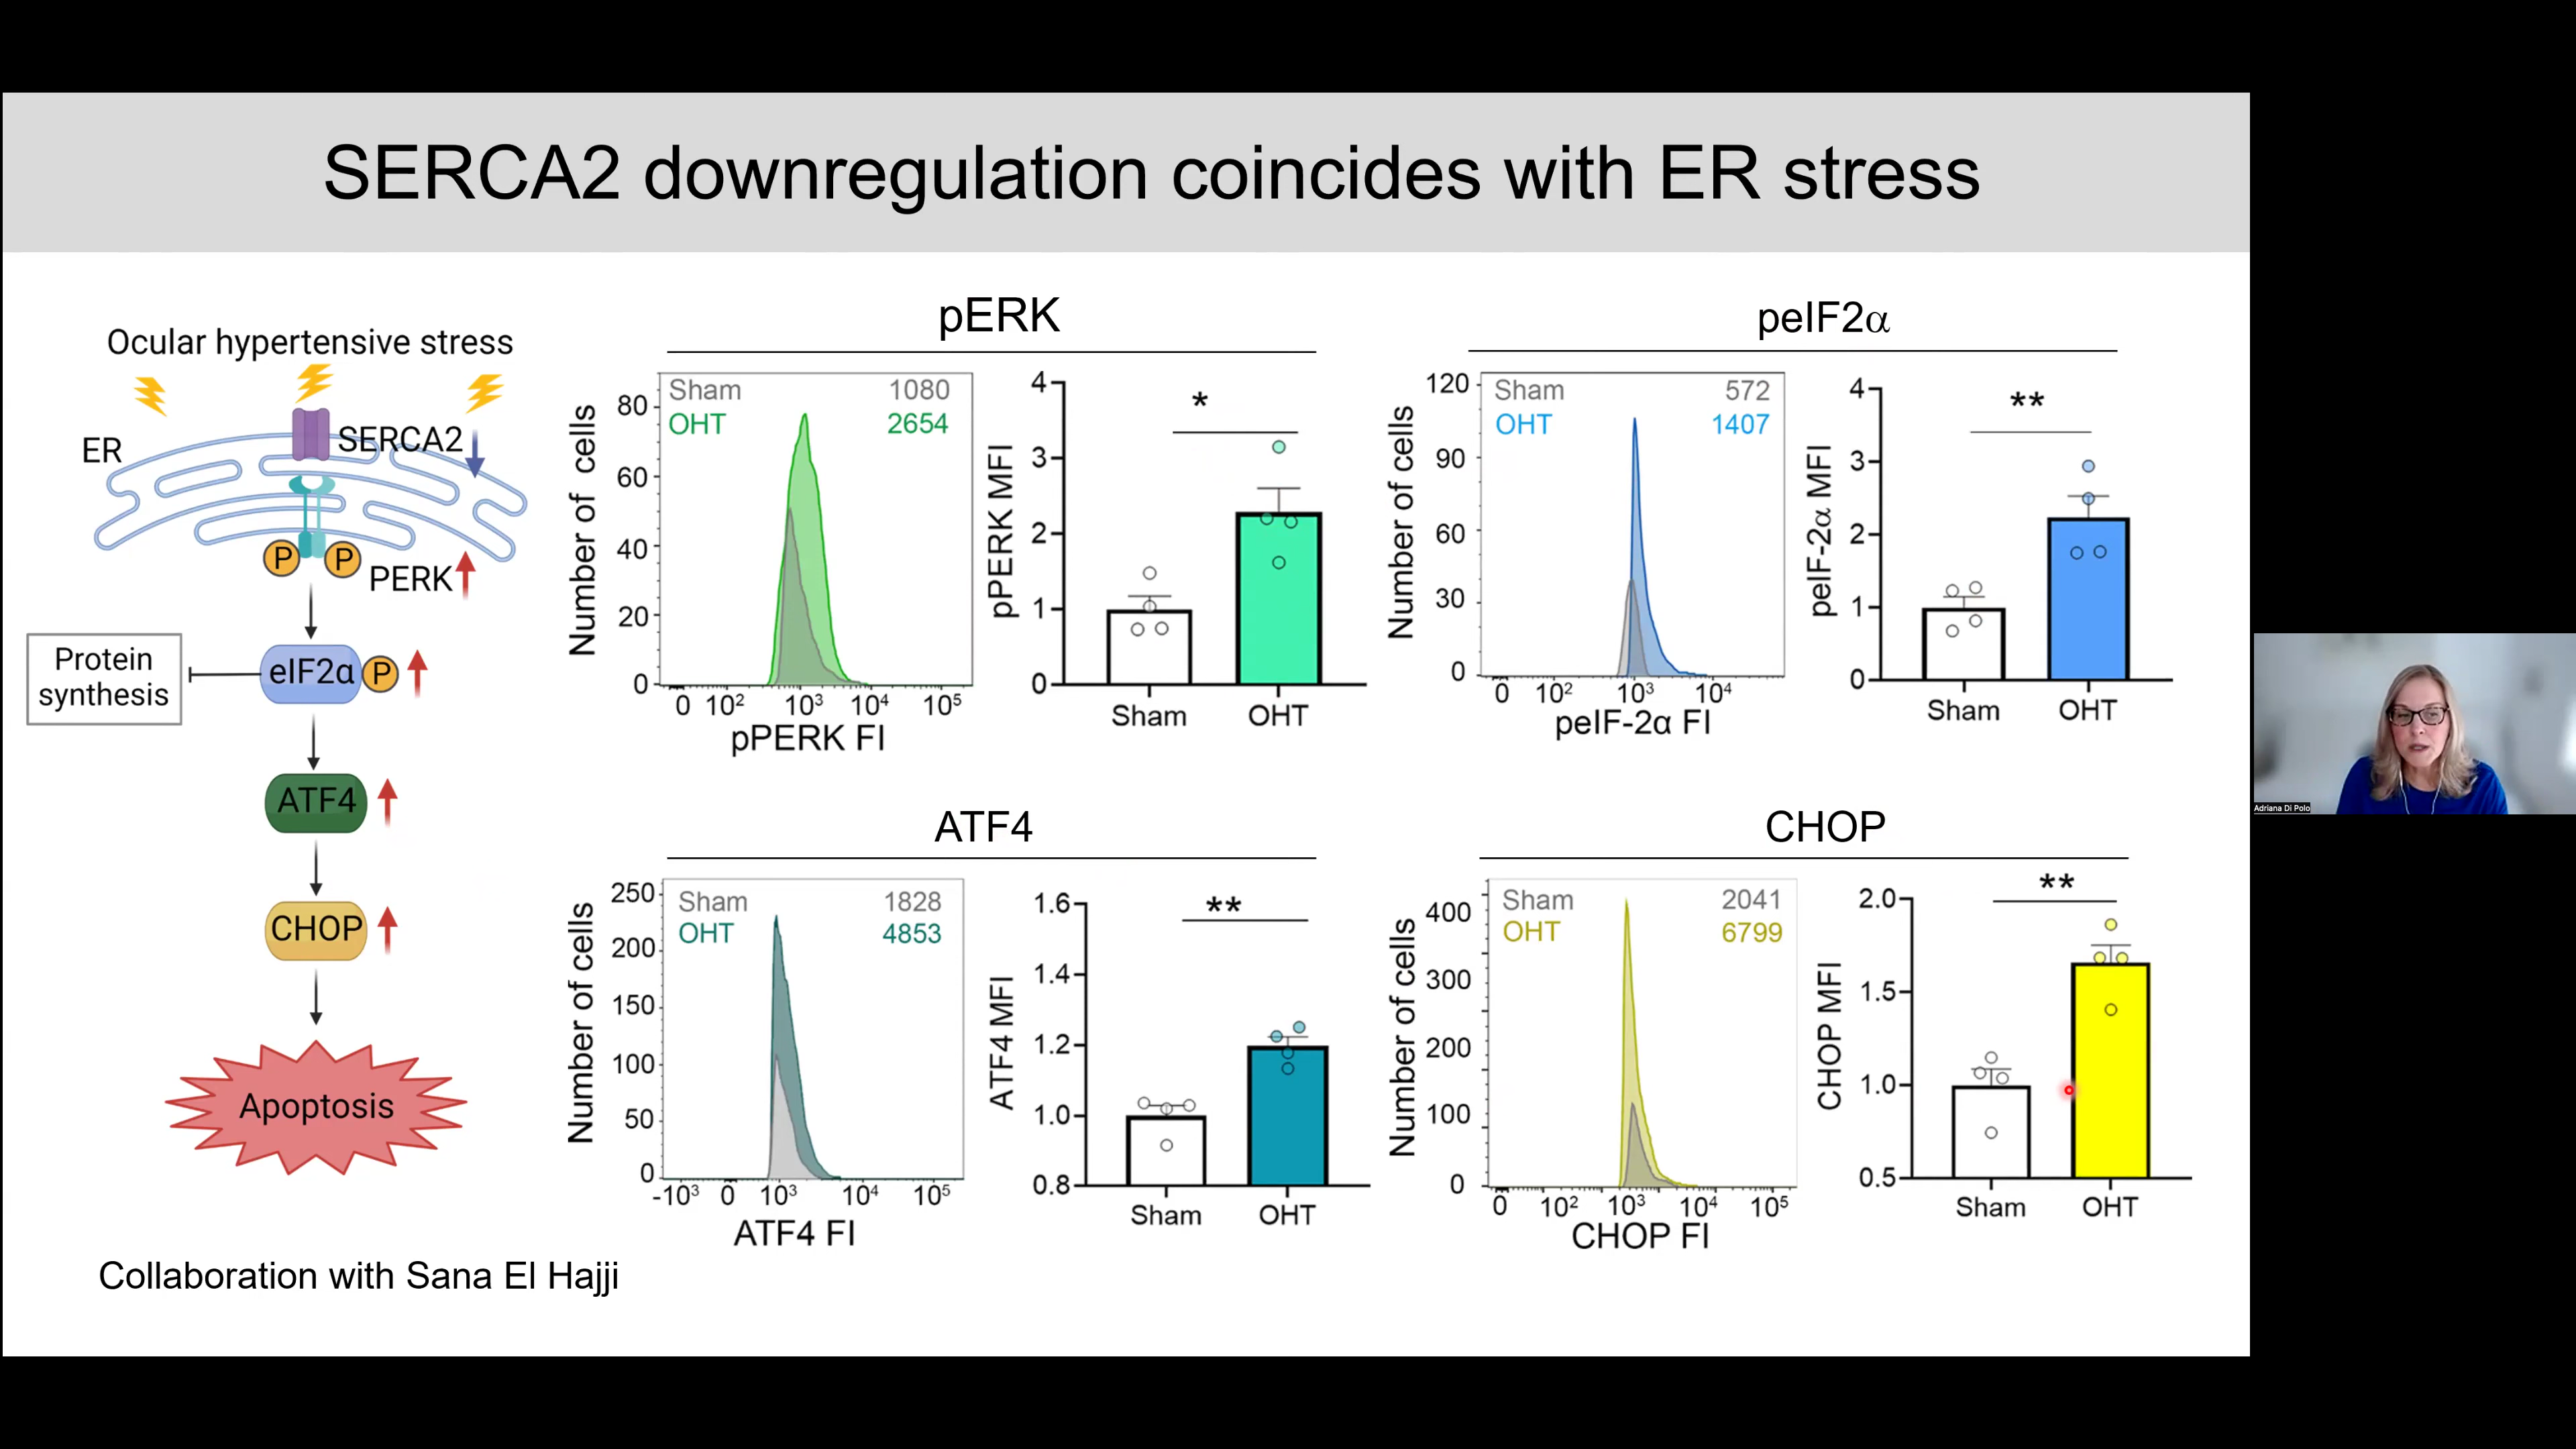 SERCA2 downregulation coincides with ER stress
Ocular hypertensive stress
ER
SERCA2
P
P
PERK
Protein
synthesis
eIF2α
P
ATF4
CHOP
Apoptosis
Collaboration with Sana El Hajji
pERK
Number of cells
80
60
40
20
0
Sham 1080
OHT 2654
0 10² 10³ 10⁴ 10⁵
pPERK FI
pPERK MFI
4
3
2
1
0
*
Sham OHT
peIF2α
Number of cells
120
90
60
30
0
Sham 572
OHT 1407
0 10² 10³ 10⁴
peIF-2α FI
peIF-2α MFI
4
3
2
1
0
**
Sham OHT
ATF4
Number of cells
250
200
150
100
50
0
Sham 1828
OHT 4853
-10³ 0 10³ 10⁴ 10⁵
ATF4 FI
ATF4 MFI
1.6
1.4
1.2
1.0
0.8
**
Sham OHT
CHOP
Number of cells
400
300
200
100
0
Sham 2041
OHT 6799
0 10² 10³ 10⁴ 10⁵
CHOP FI
CHOP MFI
2.0
1.5
1.0
0.5
**
Sham OHT
Adriana Di Polo